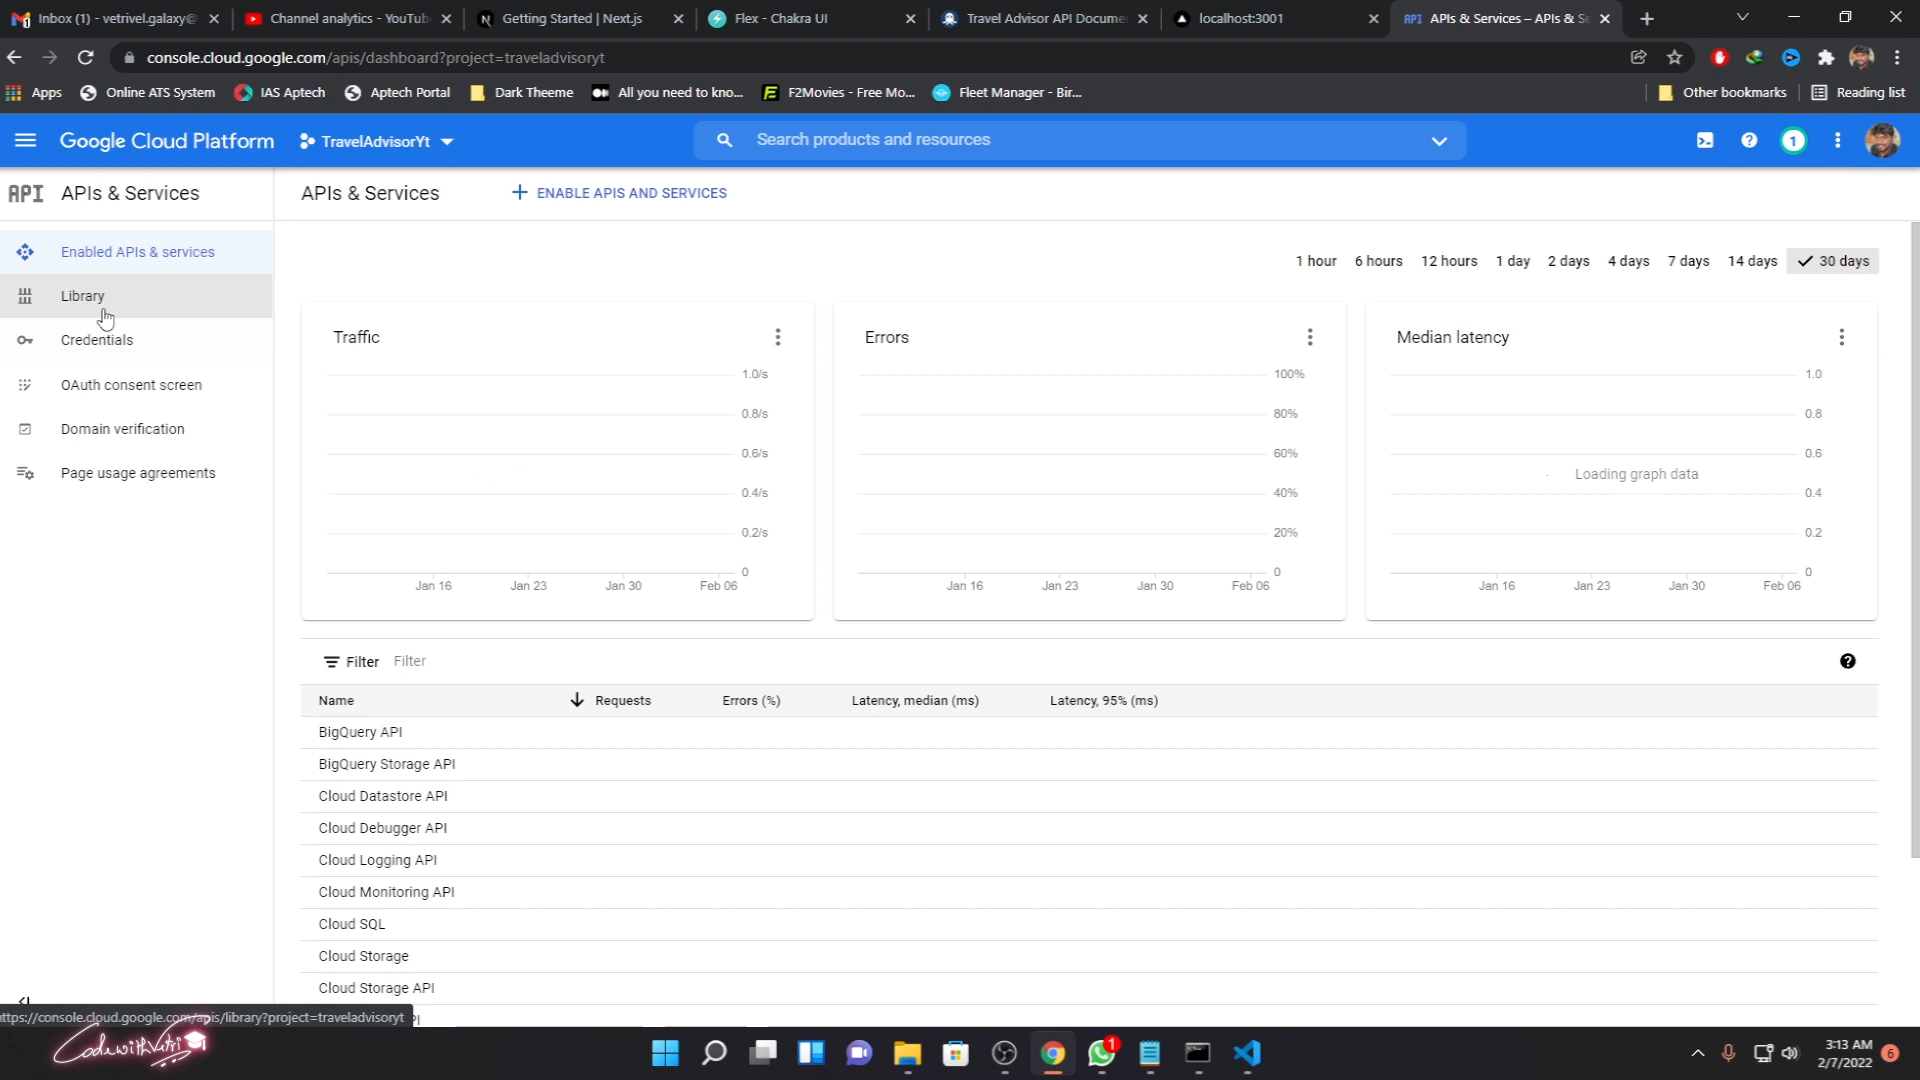 Inbox (1) - vetrivel.galaxy@
Channel analytics - YouTub
Getting Started | Next.js
Flex - Chakra UI
Travel Advisor API Docume
localhost:3001
API APIs & Services – APIs & Se
console.cloud.google.com/apis/dashboard?project=traveladvisoryt
Apps
Online ATS System
IAS Aptech
Aptech Portal
Dark Theeme
All you need to kno...
F2Movies - Free Mo...
Fleet Manager - Bir...
Other bookmarks
Reading list
Google Cloud Platform
TravelAdvisorYt
Search products and resources
1
API APIs & Services
APIs & Services
ENABLE APIS AND SERVICES
Enabled APIs & services
Library
Credentials
OAuth consent screen
Domain verification
Page usage agreements
1 hour 6 hours 12 hours 1 day 2 days 4 days 7 days 14 days 30 days
Traffic
1.0/s
0.8/s
0.6/s
0.4/s
0.2/s
0
Jan 16 Jan 23 Jan 30 Feb 06
Errors
100%
80%
60%
40%
20%
0
Jan 16 Jan 23 Jan 30 Feb 06
Median latency
1.0
0.8
0.6
Loading graph data
0.4
0.2
0
Jan 16 Jan 23 Jan 30 Feb 06
Filter Filter
Name Requests Errors (%) Latency, median (ms) Latency, 95% (ms)
BigQuery API
BigQuery Storage API
Cloud Datastore API
Cloud Debugger API
Cloud Logging API
Cloud Monitoring API
Cloud SQL
Cloud Storage
Cloud Storage API
ttps://console.cloud.google.com/apis/library?project=traveladvisoryt
CodewithVetri
1
3:13 AM
2/7/2022
6